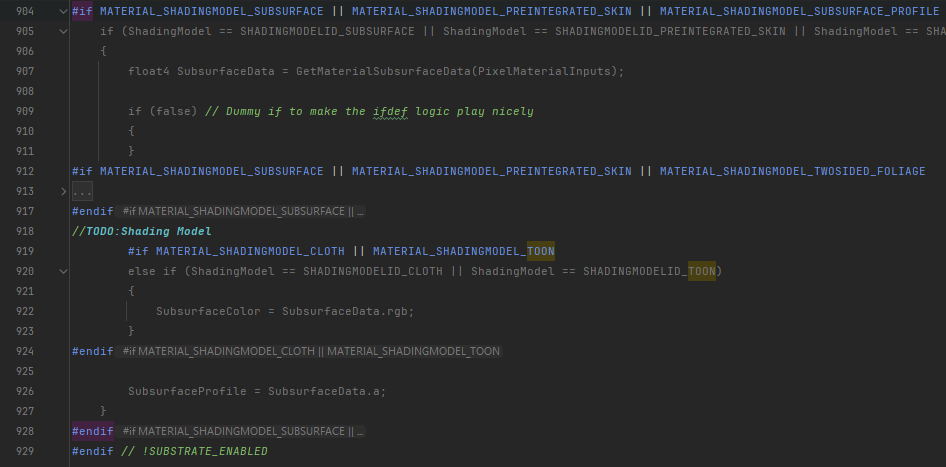 904 #if MATERIAL_SHADINGMODEL_SUBSURFACE || MATERIAL_SHADINGMODEL_PREINTEGRATED_SKIN || MATERIAL_SHADINGMODEL_SUBSURFACE_PROFILE
905 if (ShadingModel == SHADINGMODELID_SUBSURFACE || ShadingModel == SHADINGMODELID_PREINTEGRATED_SKIN || ShadingModel == SHA
906 {
907 float4 SubsurfaceData = GetMaterialSubsurfaceData(PixelMaterialInputs);
908
909 if (false) // Dummy if to make the ifdef logic play nicely
910 {
911 }
912 #if MATERIAL_SHADINGMODEL_SUBSURFACE || MATERIAL_SHADINGMODEL_PREINTEGRATED_SKIN || MATERIAL_SHADINGMODEL_TWOSIDED_FOLIAGE
913 ...
917 #endif #if MATERIAL_SHADINGMODEL_SUBSURFACE || …
918 //TODO:Shading Model
919 #if MATERIAL_SHADINGMODEL_CLOTH || MATERIAL_SHADINGMODEL_TOON
920 else if (ShadingModel == SHADINGMODELID_CLOTH || ShadingModel == SHADINGMODELID_TOON)
921 {
922 SubsurfaceColor = SubsurfaceData.rgb;
923 }
924 #endif #if MATERIAL_SHADINGMODEL_CLOTH || MATERIAL_SHADINGMODEL_TOON
925
926 SubsurfaceProfile = SubsurfaceData.a;
927 }
928 #endif #if MATERIAL_SHADINGMODEL_SUBSURFACE || …
929 #endif // !SUBSTRATE_ENABLED